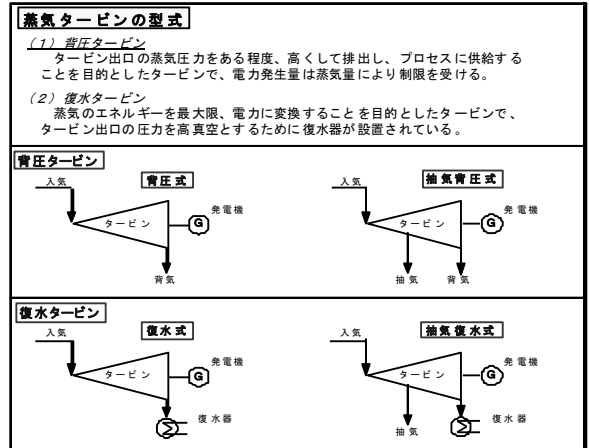 蒸気タービンの型式
(1) 背圧タービン
タービン出口の蒸気圧力をある程度、高くして排出し、プロセスに供給する
ことを目的としたタービンで、電力発生量は蒸気量により制限を受ける。
(2) 復水タービン
蒸気のエネルギーを最大限、電力に変換することを目的としたタービンで、
タービン出口の圧力を高真空とするために復水器が設置されている。
背圧タービン
入気
背圧式
発電機
タービン
G
背気
入気
抽気背圧式
発電機
タービン
G
抽気
背気
復水タービン
入気
復水式
発電機
タービン
G
復水器
入気
抽気復水式
発電機
タービン
G
抽気
復水器